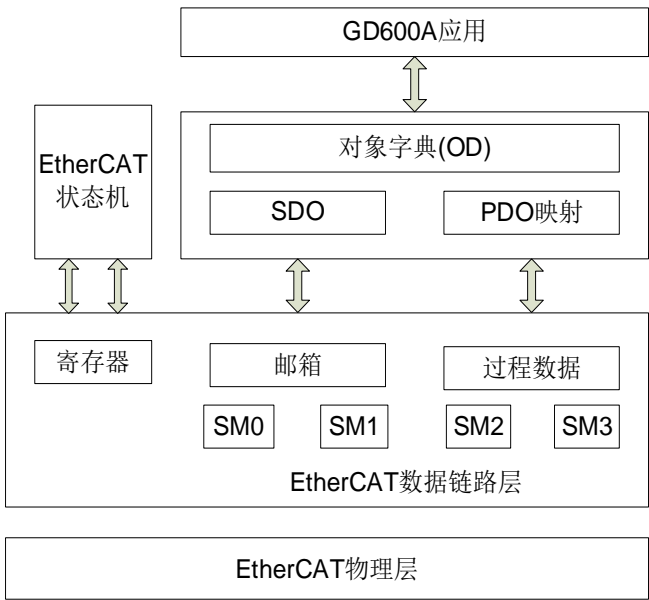 GD600A应用
EtherCAT
状态机
对象字典(OD)
SDO
PDO映射
寄存器
邮箱
过程数据
SM0
SM1
SM2
SM3
EtherCAT数据链路层
EtherCAT物理层